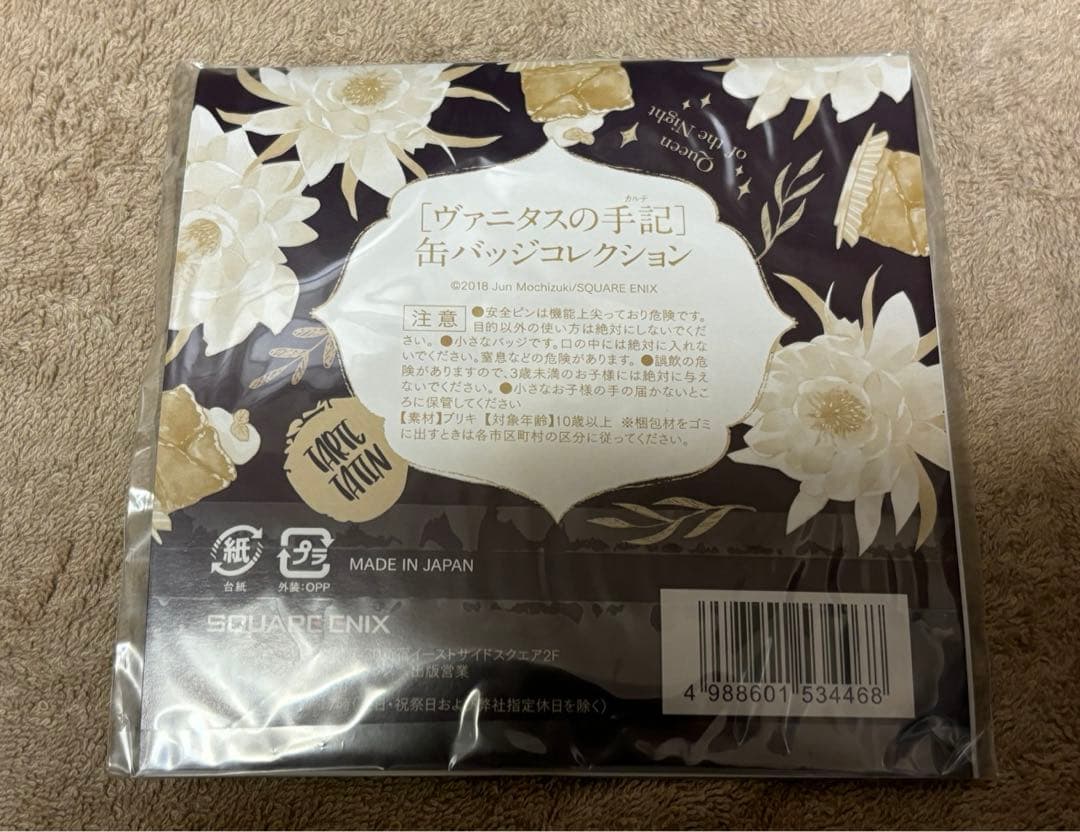 Queen
of the Night
カルテ
［ヴァニタスの手記］
缶バッジコレクション
©2018 Jun Mochizuki/SQUARE ENIX
注意 ●安全ピンは機能上尖っており危険です。
目的以外の使い方は絶対にしないでくだ
さい。●小さなバッジです。口の中には絶対に入れな
いでください。窒息などの危険があります。●誤飲の危
険がありますので、3歳未満のお子様には絶対に与え
ないでください。●小さなお子様の手の届かないとこ
ろに保管してください
【素材】ブリキ 【対象年齢】10歳以上 ※梱包材をゴミ
に出すときは各市区町村の区分に従ってください。
TARTE
TATIN
紙
台紙
プラ
外装：OPP
MADE IN JAPAN
SQUARE ENIX
イーストサイドスクエア2F
出版営業
日・祝祭日および弊社指定休日を除く）
4 988601 534468